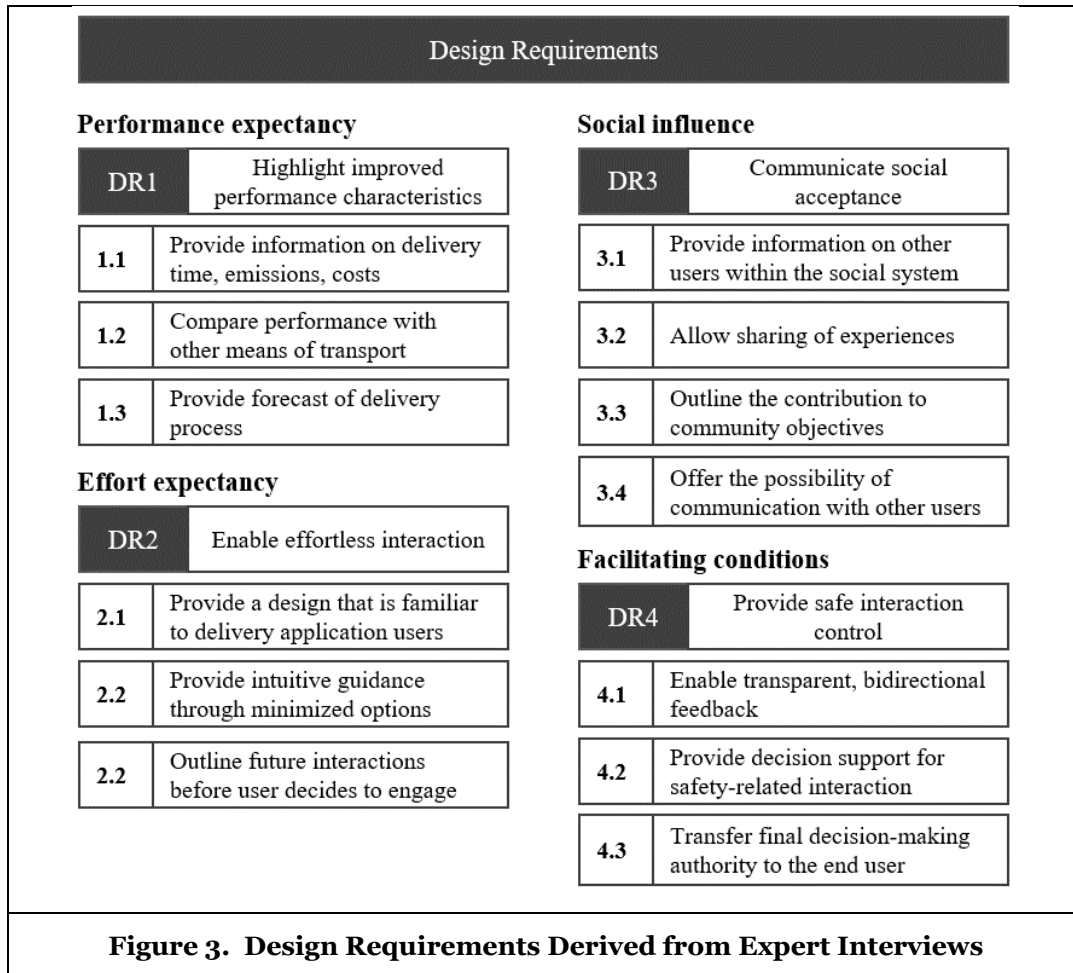 Design Requirements
Performance expectancy
DR1
Highlight improved
performance characteristics
1.1
Provide information on delivery
time, emissions, costs
1.2
Compare performance with
other means of transport
1.3
Provide forecast of delivery
process
Effort expectancy
DR2
Enable effortless interaction
2.1
Provide a design that is familiar
to delivery application users
2.2
Provide intuitive guidance
through minimized options
2.2
Outline future interactions
before user decides to engage
Social influence
DR3
Communicate social
acceptance
3.1
Provide information on other
users within the social system
3.2
Allow sharing of experiences
3.3
Outline the contribution to
community objectives
3.4
Offer the possibility of
communication with other users
Facilitating conditions
DR4
Provide safe interaction
control
4.1
Enable transparent, bidirectional
feedback
4.2
Provide decision support for
safety-related interaction
4.3
Transfer final decision-making
authority to the end user
Figure 3. Design Requirements Derived from Expert Interviews